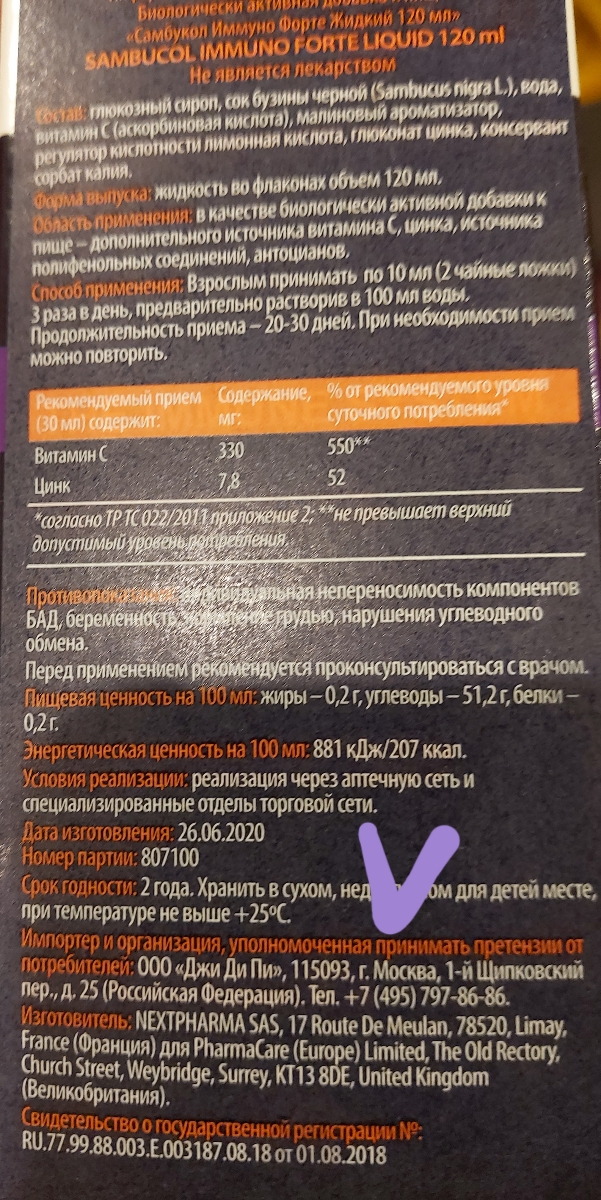 Биологически активная
«Самбукол Иммуно Форте Жидкий 120 мл»
SAMBUCOL IMMUNO FORTE LIQUID 120 ml
Не является лекарством
Состав: глюкозный сироп, сок бузины черной (Sambucus nigra L.), вода,
витамин С (аскорбиновая кислота), малиновый ароматизатор,
регулятор кислотности лимонная кислота, глюконат цинка, консервант
сорбат калия.
Форма выпуска: жидкость во флаконах объем 120 мл.
Область применения: в качестве биологически активной добавки к
пище – дополнительного источника витамина С, цинка, источника
полифенольных соединений, антоцианов.
Способ применения: Взрослым принимать по 10 мл (2 чайные ложки)
3 раза в день, предварительно растворив в 100 мл воды.
Продолжительность приема – 20-30 дней. При необходимости прием
можно повторить.
Рекомендуемый прием Содержание, % от рекомендуемого уровня
(30 мл) содержит: мг: суточного потребления*
Витамин С 330 550**
Цинк 7,8 52
*согласно ТР ТС 022/2011 приложение 2; **не превышает верхний
допустимый уровень потребления.
Противопоказания: индивидуальная непереносимость компонентов
БАД, беременность, кормление грудью, нарушения углеводного
обмена.
Перед применением рекомендуется проконсультироваться с врачом.
Пищевая ценность на 100 мл: жиры – 0,2 г, углеводы – 51,2 г, белки –
0,2 г.
Энергетическая ценность на 100 мл: 881 кДж/207 ккал.
Условия реализации: реализация через аптечную сеть и
специализированные отделы торговой сети.
Дата изготовления: 26.06.2020
Номер партии: 807100
Срок годности: 2 года. Хранить в сухом, для детей месте,
при температуре не выше +25°С.
Импортер и организация, уполномоченная принимать претензии от
потребителей: ООО «Джи Ди Пи», 115093, г. Москва, 1-й Щипковский
пер., д. 25 (Российская Федерация). Тел. +7 (495) 797-86-86.
Изготовитель: NEXTPHARMA SAS, 17 Route De Meulan, 78520, Limay,
France (Франция) для PharmaCare (Europe) Limited, The Old Rectory,
Church Street, Weybridge, Surrey, KT13 8DE, United Kingdom
(Великобритания).
Свидетельство о государственной регистрации №:
RU.77.99.88.003.Е.003187.08.18 от 01.08.2018